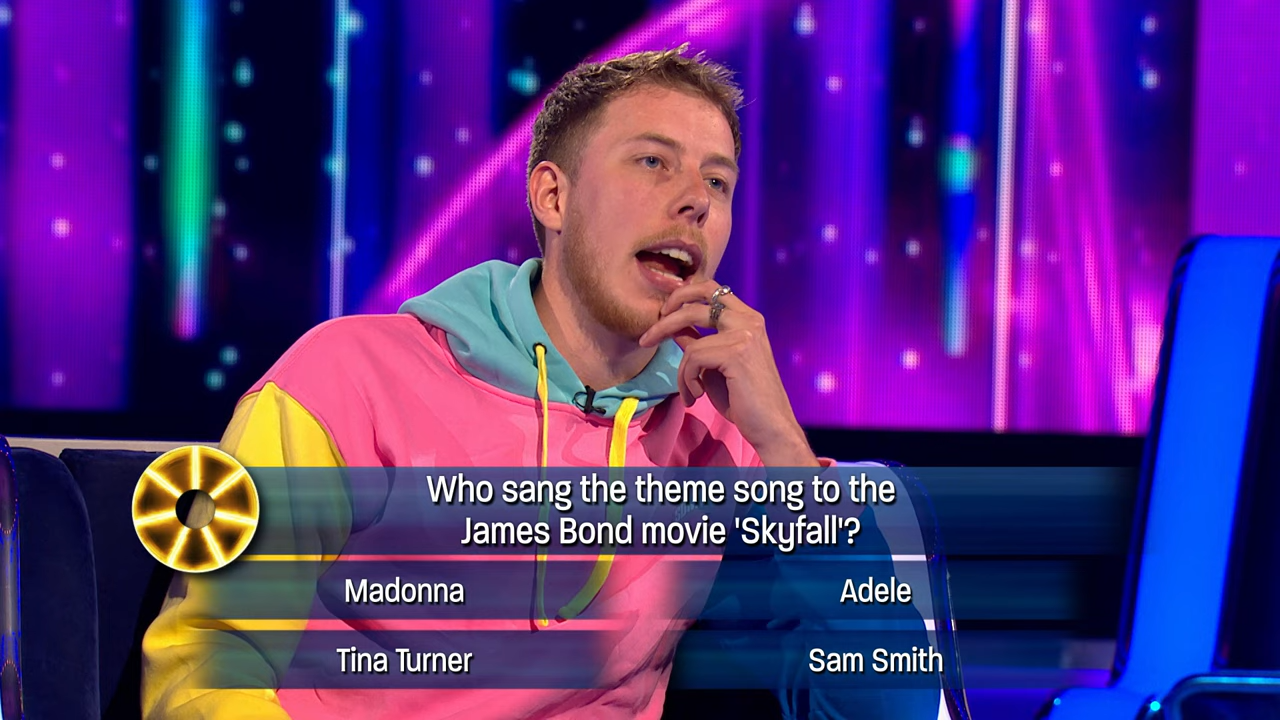 Who sang the theme song to the
James Bond movie 'Skyfall'?
Madonna
Adele
Tina Turner
Sam Smith